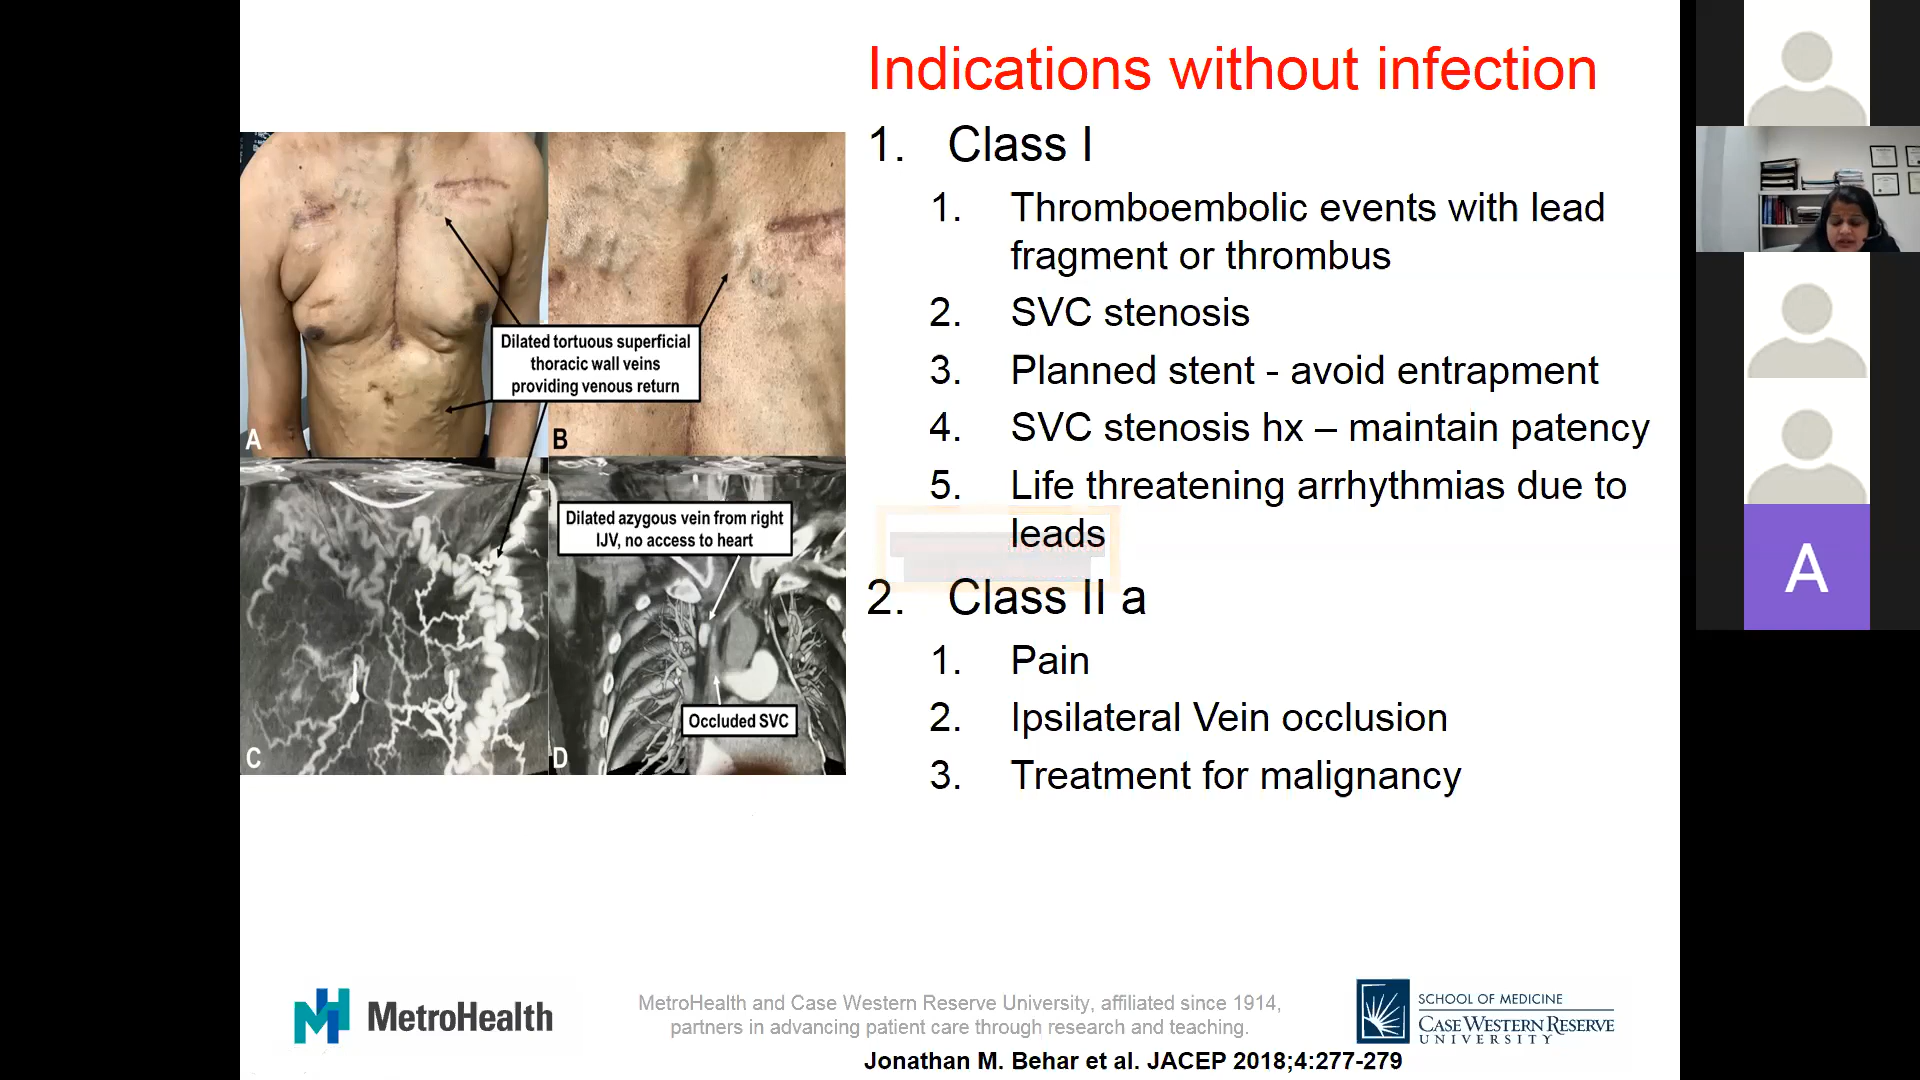 Indications without infection
1. Class I
1. Thromboembolic events with lead
fragment or thrombus
2. SVC stenosis
3. Planned stent - avoid entrapment
4. SVC stenosis hx – maintain patency
5. Life threatening arrhythmias due to
leads
2. Class II a
1. Pain
2. Ipsilateral Vein occlusion
3. Treatment for malignancy
Dilated tortuous superficial
thoracic wall veins
providing venous return
A
B
Dilated azygous vein from right
IJV, no access to heart
Occluded SVC
C
D
A
MetroHealth
MetroHealth and Case Western Reserve University, affiliated since 1914,
partners in advancing patient care through research and teaching.
SCHOOL OF MEDICINE
CASE WESTERN RESERVE
UNIVERSITY
Jonathan M. Behar et al. JACEP 2018;4:277-279